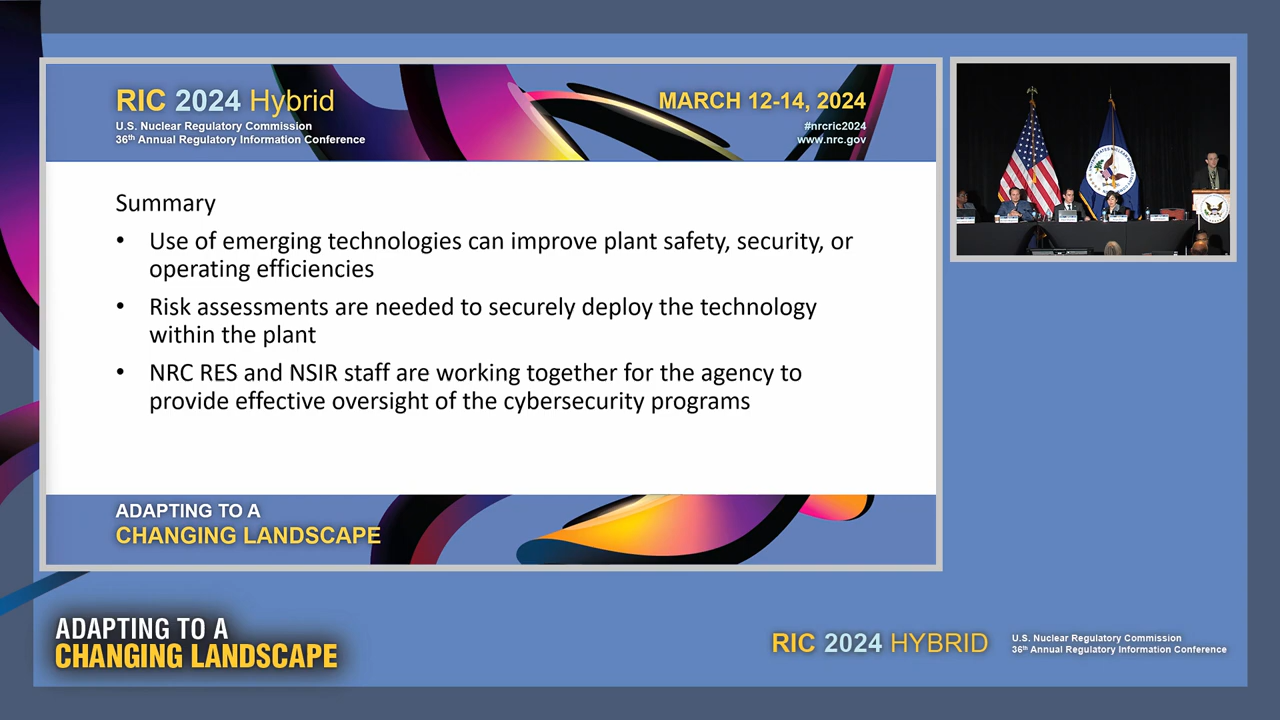 RIC 2024 Hybrid
U.S. Nuclear Regulatory Commission
36th Annual Regulatory Information Conference
MARCH 12-14, 2024
#nrcric2024
www.nrc.gov
Summary
• Use of emerging technologies can improve plant safety, security, or
operating efficiencies
• Risk assessments are needed to securely deploy the technology
within the plant
• NRC RES and NSIR staff are working together for the agency to
provide effective oversight of the cybersecurity programs
ADAPTING TO A
CHANGING LANDSCAPE
ADAPTING TO A
CHANGING LANDSCAPE
RIC 2024 HYBRID
U.S. Nuclear Regulatory Commission
36th Annual Regulatory Information Conference